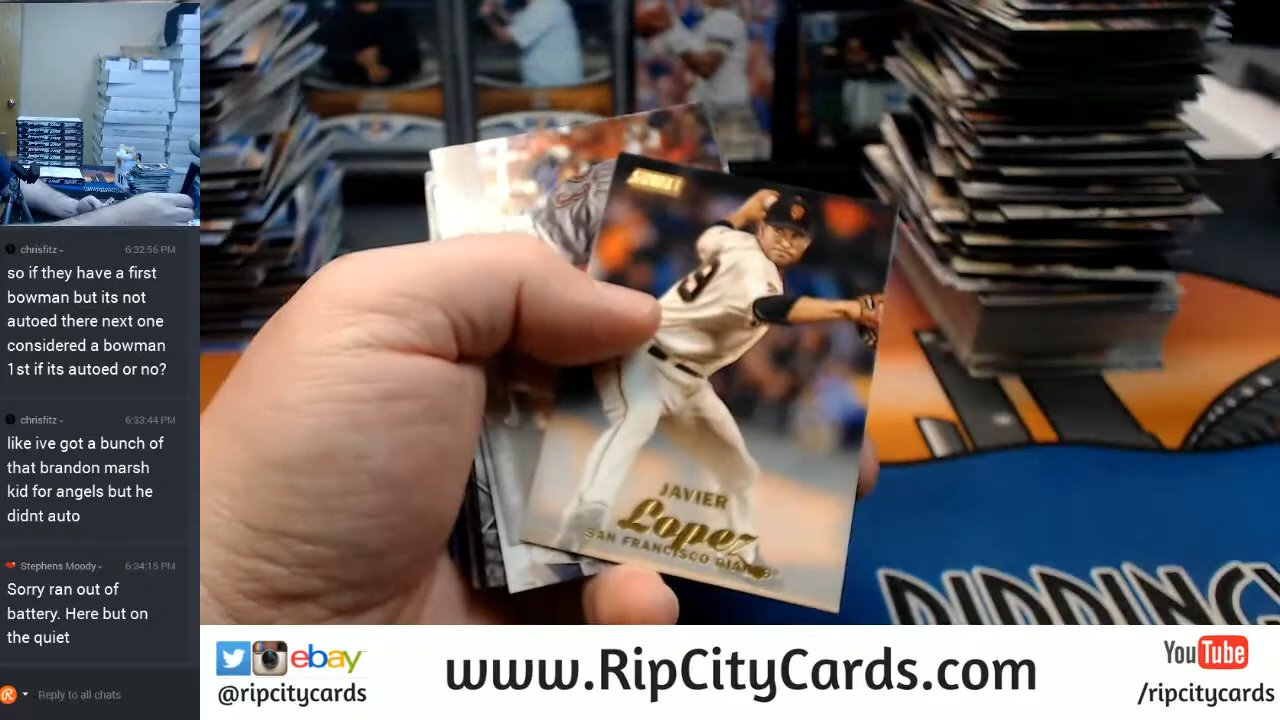 chrisfitz 6:32:56 PM
so if they have a first
bowman but its not
autoed there next one
considered a bowman
1st if its autoed or no?
chrisfitz 6:33:44 PM
like ive got a bunch of
that brandon marsh
kid for angels but he
didnt auto
Stephens Moody 6:34:15 PM
Sorry ran out of
battery. Here but on
the quiet
Reply to all chats
JAVIER
Lopez
SAN FRANCISCO GIANTS
ebay
@ripcitycards
www.RipCityCards.com
YouTube
/ripcitycards